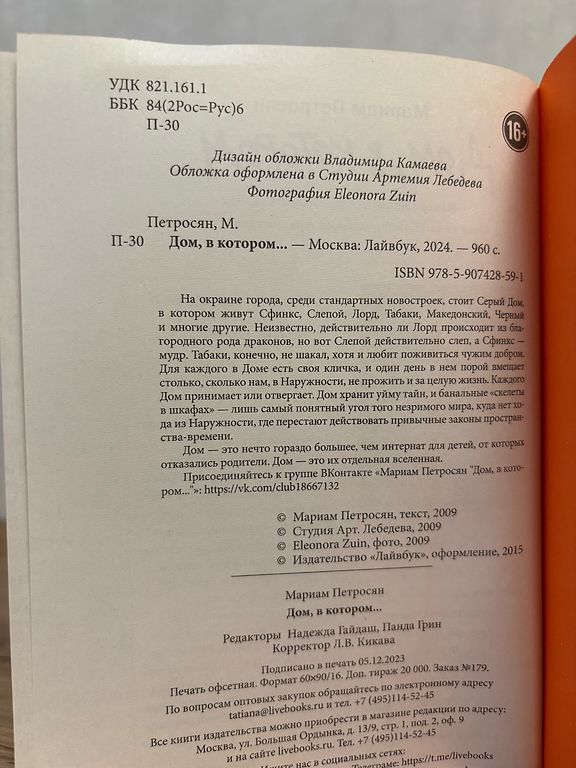 УДК 821.161.1
ББК 84(2Рос=Рус)6
П-30
16+
Дизайн обложки Владимира Камаева
Обложка оформлена в Студии Артемия Лебедева
Фотография Eleonora Zuin
Петросян, М.
П-30 Дом, в котором... — Москва: Лайвбук, 2024. — 960 с.
ISBN 978-5-907428-59-1
На окраине города, среди стандартных новостроек, стоит Серый Дом,
в котором живут Сфинкс, Слепой, Лорд, Табаки, Македонский, Черный
и многие другие. Неизвестно, действительно ли Лорд происходит из бла-
городного рода драконов, но вот Слепой действительно слеп, а Сфинкс –
мудр. Табаки, конечно, не шакал, хотя и любит поживиться чужим добром.
Для каждого в Доме есть своя кличка, и один день в нем порой вмещает
столько, сколько нам, в Наружности, не прожить и за целую жизнь. Каждого
Дом принимает или отвергает. Дом хранит уйму тайн, и банальные «скелеты
в шкафах» — лишь самый понятный угол того незримого мира, куда нет хо-
да из Наружности, где перестают действовать привычные законы простран-
ства-времени.
Дом — это нечто гораздо большее, чем интернат для детей, от которых
отказались родители. Дом — это их отдельная вселенная.
Присоединяйтесь к группе ВКонтакте «Мариам Петросян "Дом, в кото-
ром..."»: https://vk.com/club18667132
© Мариам Петросян, текст, 2009
© Студия Арт. Лебедева, 2009
© Eleonora Zuin, фото, 2009
© Издательство «Лайвбук», оформление, 2015
Мариам Петросян
Дом, в котором...
Редакторы Надежда Гайдаш, Панда Грин
Корректор Л.В. Кикава
Подписано в печать 05.12.2023
Печать офсетная. Формат 60×90/16. Доп. тираж 20 000. Заказ №179.
По вопросам оптовых закупок обращайтесь по электронному адресу
tatiana@livebooks.ru и тел. +7 (495)114-52-45
Все книги издательства можно приобрести в магазине редакции по адресу:
Москва, ул. Большая Ордынка, д. 13/9, стр. 1, под. 2, оф. 9
и на сайте livebooks.ru. Тел. +7 (495)114-52-45
Ищите нас в социальных сетях:
Телеграме: https://t.me/livebooks